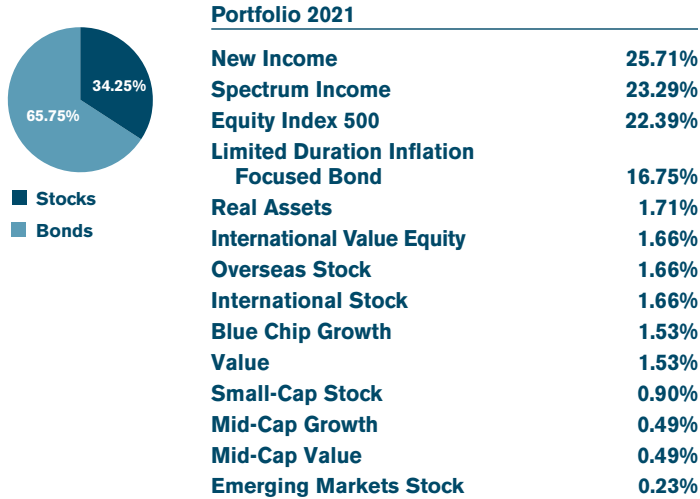 34.25%
65.75%
Stocks
Bonds
Portfolio 2021
New Income 25.71%
Spectrum Income 23.29%
Equity Index 500 22.39%
Limited Duration Inflation
Focused Bond 16.75%
Real Assets 1.71%
International Value Equity 1.66%
Overseas Stock 1.66%
International Stock 1.66%
Blue Chip Growth 1.53%
Value 1.53%
Small-Cap Stock 0.90%
Mid-Cap Growth 0.49%
Mid-Cap Value 0.49%
Emerging Markets Stock 0.23%